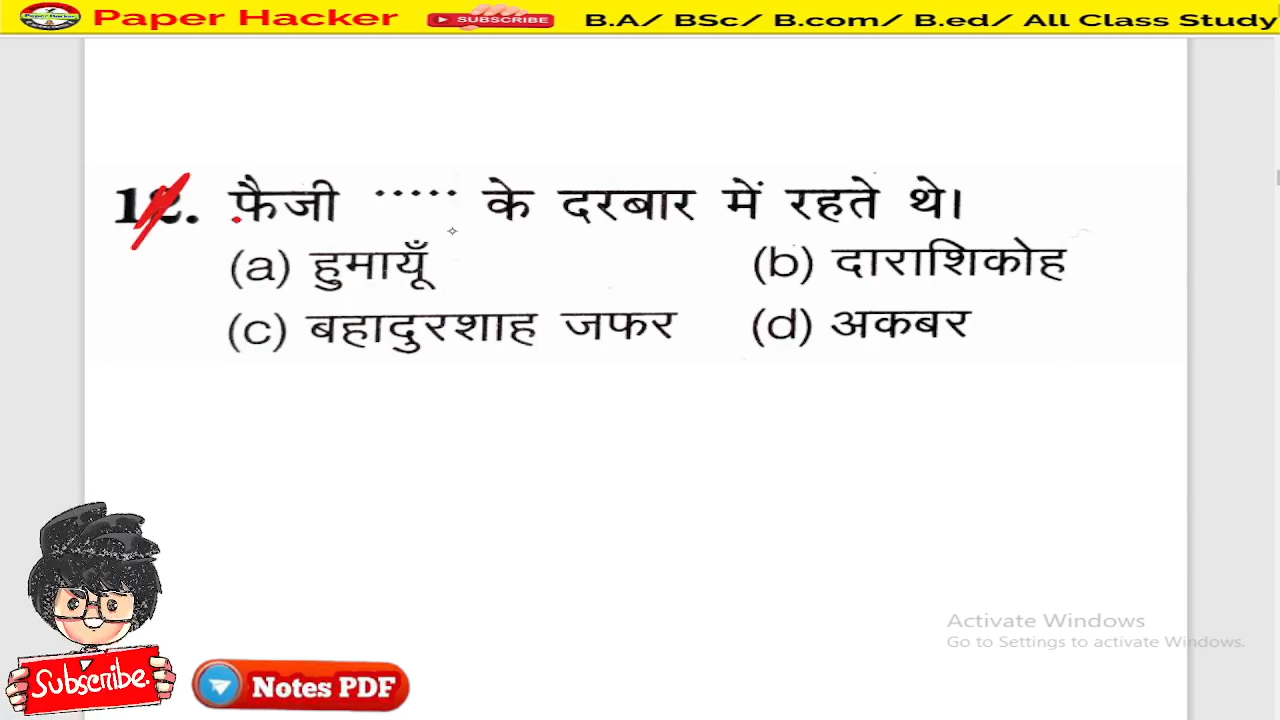 Paper Hacker
SUBSCRIBE
B.A/ BSc/ B.com/ B.ed/ All Class Study
12. फैजी ····· के दरबार में रहते थे।
(a) हुमायूँ (b) दाराशिकोह
(c) बहादुरशाह जफर (d) अकबर
Activate Windows
Go to Settings to activate Windows.
Subscribe.
Notes PDF